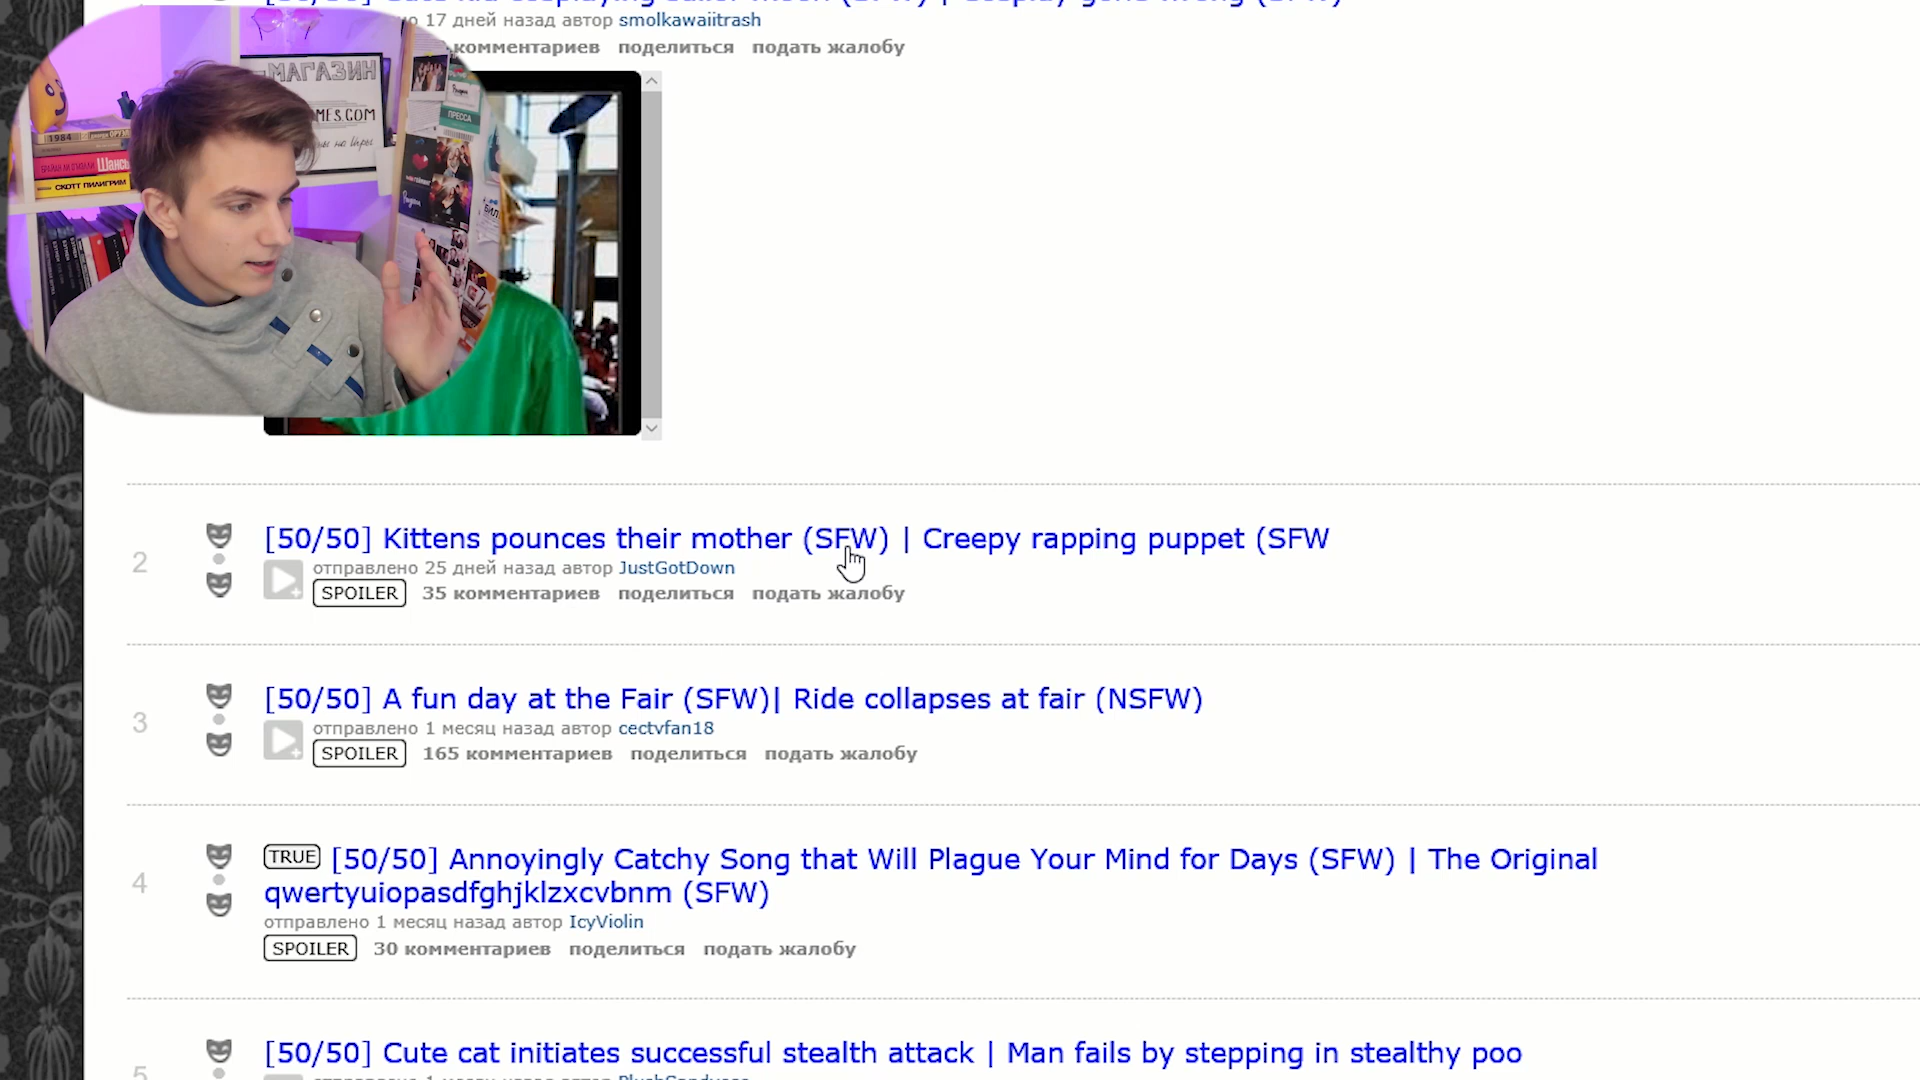 17 дней назад автор smolkawaiitrash
комментариев поделиться подать жалобу
МАГАЗИН
MES.COM
ПРЕССА
1984
Шансы
СКОТТ ПИЛИГРИМ
2
[50/50] Kittens pounces their mother (SFW) | Creepy rapping puppet (SFW
отправлено 25 дней назад автор JustGotDown
SPOILER 35 комментариев поделиться подать жалобу
3
[50/50] A fun day at the Fair (SFW)| Ride collapses at fair (NSFW)
отправлено 1 месяц назад автор cectvfan18
SPOILER 165 комментариев поделиться подать жалобу
4
TRUE [50/50] Annoyingly Catchy Song that Will Plague Your Mind for Days (SFW) | The Original
qwertyuiopasdfghjklzxcvbnm (SFW)
отправлено 1 месяц назад автор IcyViolin
SPOILER 30 комментариев поделиться подать жалобу
5
[50/50] Cute cat initiates successful stealth attack | Man fails by stepping in stealthy poo